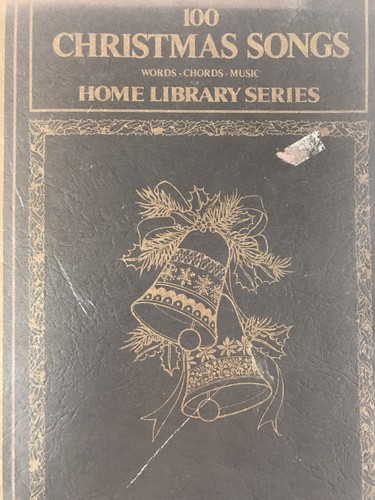 100
CHRISTMAS SONGS
WORDS · CHORDS · MUSIC
HOME LIBRARY SERIES